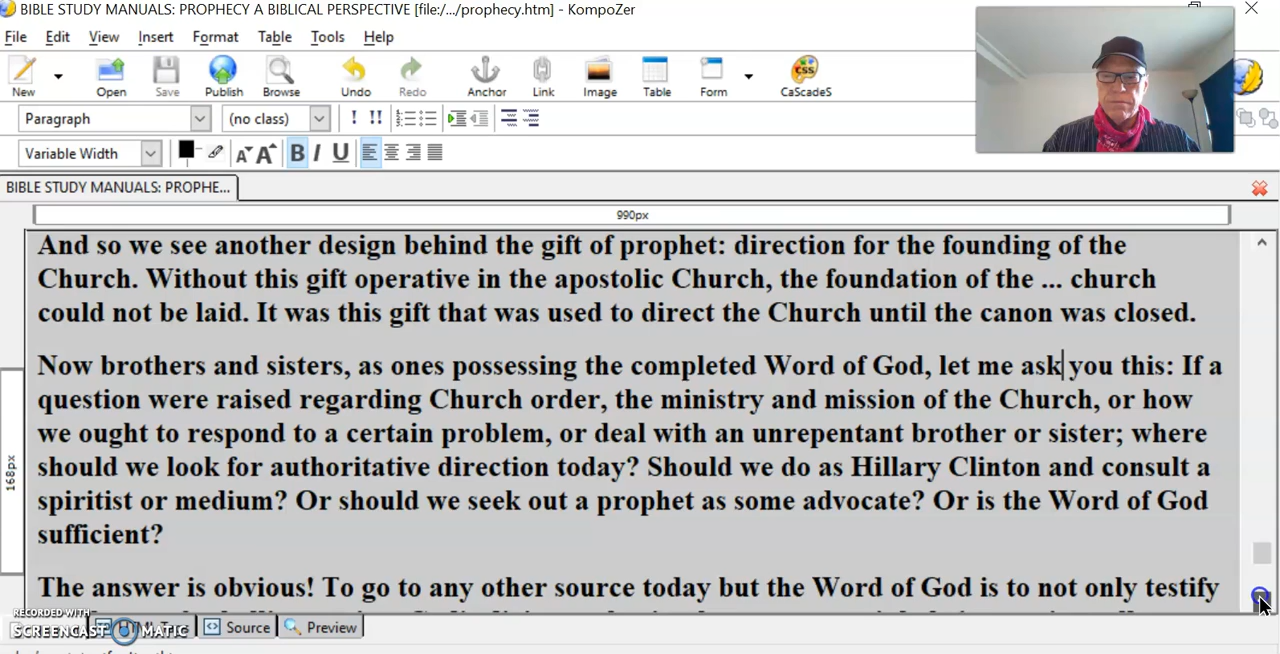 BIBLE STUDY MANUALS: PROPHECY A BIBLICAL PERSPECTIVE [file:/.../prophecy.htm] - KompoZer
File Edit View Insert Format Table Tools Help
New Open Save Publish Browse Undo Redo Anchor Link Image Table Form CaScadeS
Paragraph (no class) ! !!
Variable Width A A B I U
BIBLE STUDY MANUALS: PROPHE...
990px
And so we see another design behind the gift of prophet: direction for the founding of the
Church. Without this gift operative in the apostolic Church, the foundation of the ... church
could not be laid. It was this gift that was used to direct the Church until the canon was closed.
Now brothers and sisters, as ones possessing the completed Word of God, let me ask you this: If a
question were raised regarding Church order, the ministry and mission of the Church, or how
we ought to respond to a certain problem, or deal with an unrepentant brother or sister; where
should we look for authoritative direction today? Should we do as Hillary Clinton and consult a
spiritist or medium? Or should we seek out a prophet as some advocate? Or is the Word of God
sufficient?
168px
The answer is obvious! To go to any other source today but the Word of God is to not only testify
RECORDED WITH
SCREENCAST MATIC
Source Preview